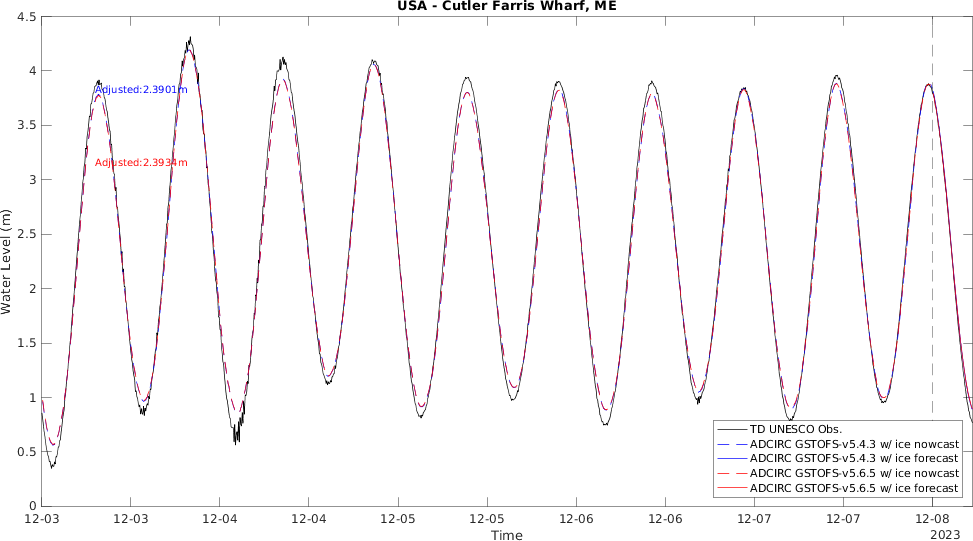 USA - Cutler Farris Wharf, ME
4.5
4
3.5
3
2.5
2
1.5
1
0.5
0
Water Level (m)
Adjusted:2.3901m
Adjusted:2.3934m
TD UNESCO Obs.
ADCIRC GSTOFS-v5.4.3 w/ ice nowcast
ADCIRC GSTOFS-v5.4.3 w/ ice forecast
ADCIRC GSTOFS-v5.6.5 w/ ice nowcast
ADCIRC GSTOFS-v5.6.5 w/ ice forecast
12-03 12-03 12-04 12-04 12-05 12-05 12-06 12-06 12-07 12-07 12-08
2023
Time